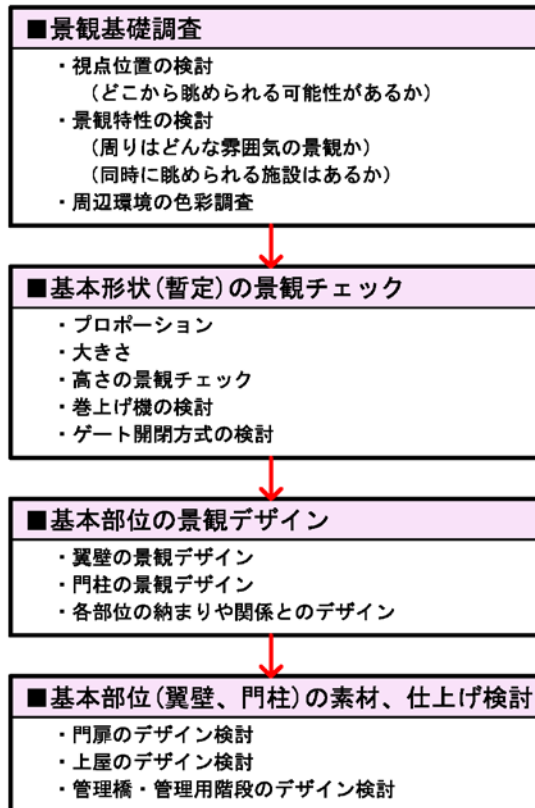 ■景観基礎調査
・視点位置の検討
（どこから眺められる可能性があるか）
・景観特性の検討
（周りはどんな雰囲気の景観か）
（同時に眺められる施設はあるか）
・周辺環境の色彩調査
■基本形状（暫定）の景観チェック
・プロポーション
・大きさ
・高さの景観チェック
・巻上げ機の検討
・ゲート開閉方式の検討
■基本部位の景観デザイン
・翼壁の景観デザイン
・門柱の景観デザイン
・各部位の納まりや関係とのデザイン
■基本部位（翼壁、門柱）の素材、仕上げ検討
・門扉のデザイン検討
・上屋のデザイン検討
・管理橋・管理用階段のデザイン検討